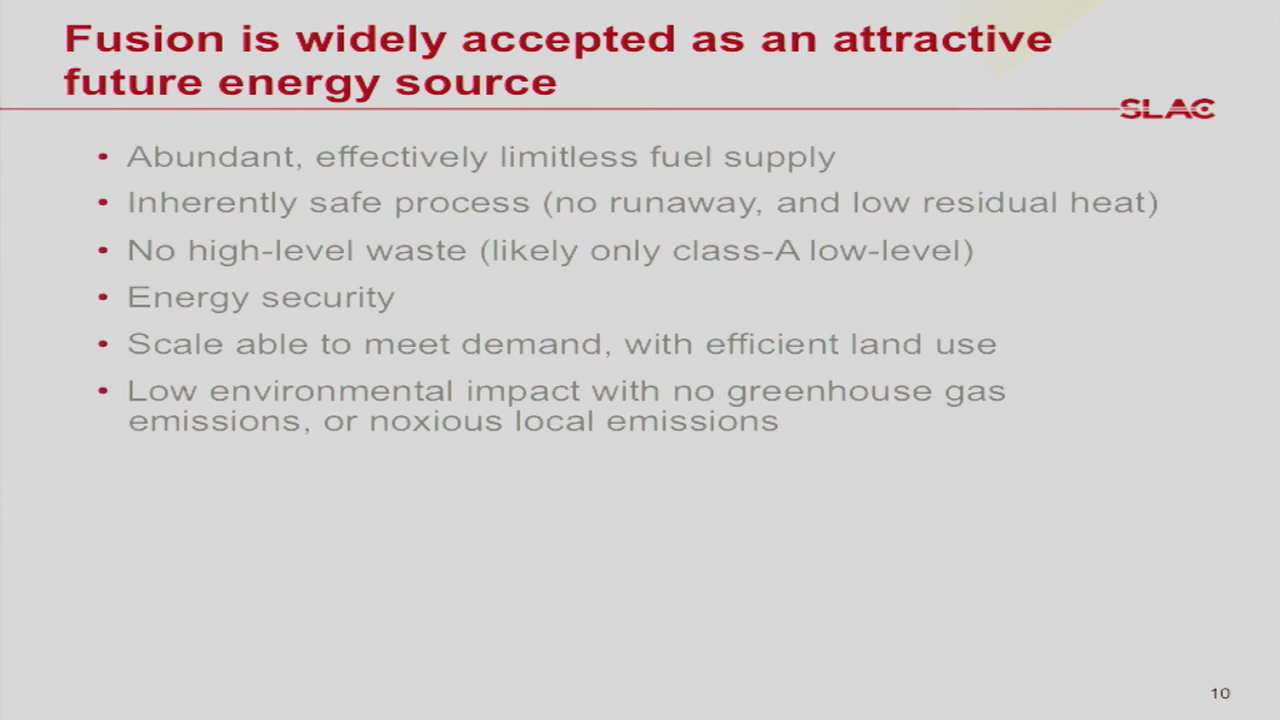 Fusion is widely accepted as an attractive
future energy source
SLAC
• Abundant, effectively limitless fuel supply
• Inherently safe process (no runaway, and low residual heat)
• No high-level waste (likely only class-A low-level)
• Energy security
• Scale able to meet demand, with efficient land use
• Low environmental impact with no greenhouse gas
emissions, or noxious local emissions
10